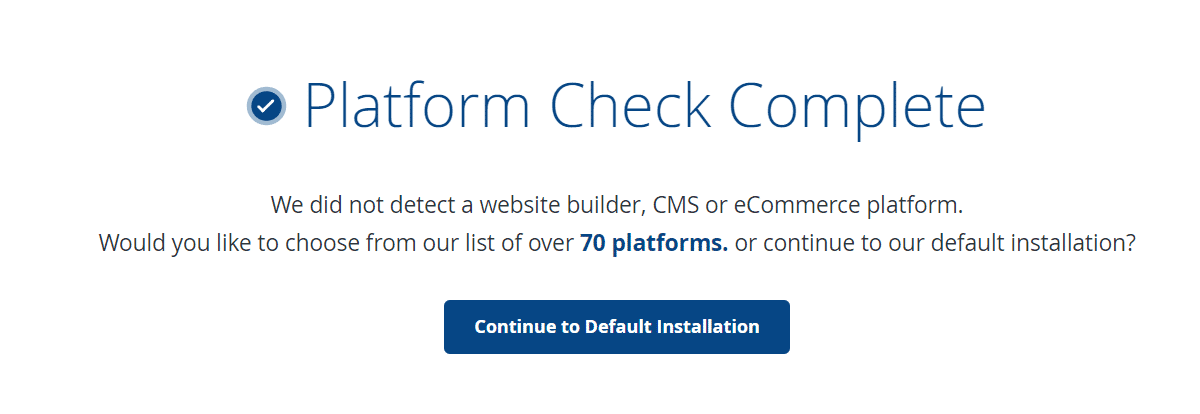 Platform Check Complete
We did not detect a website builder, CMS or eCommerce platform.
Would you like to choose from our list of over 70 platforms. or continue to our default installation?
Continue to Default Installation